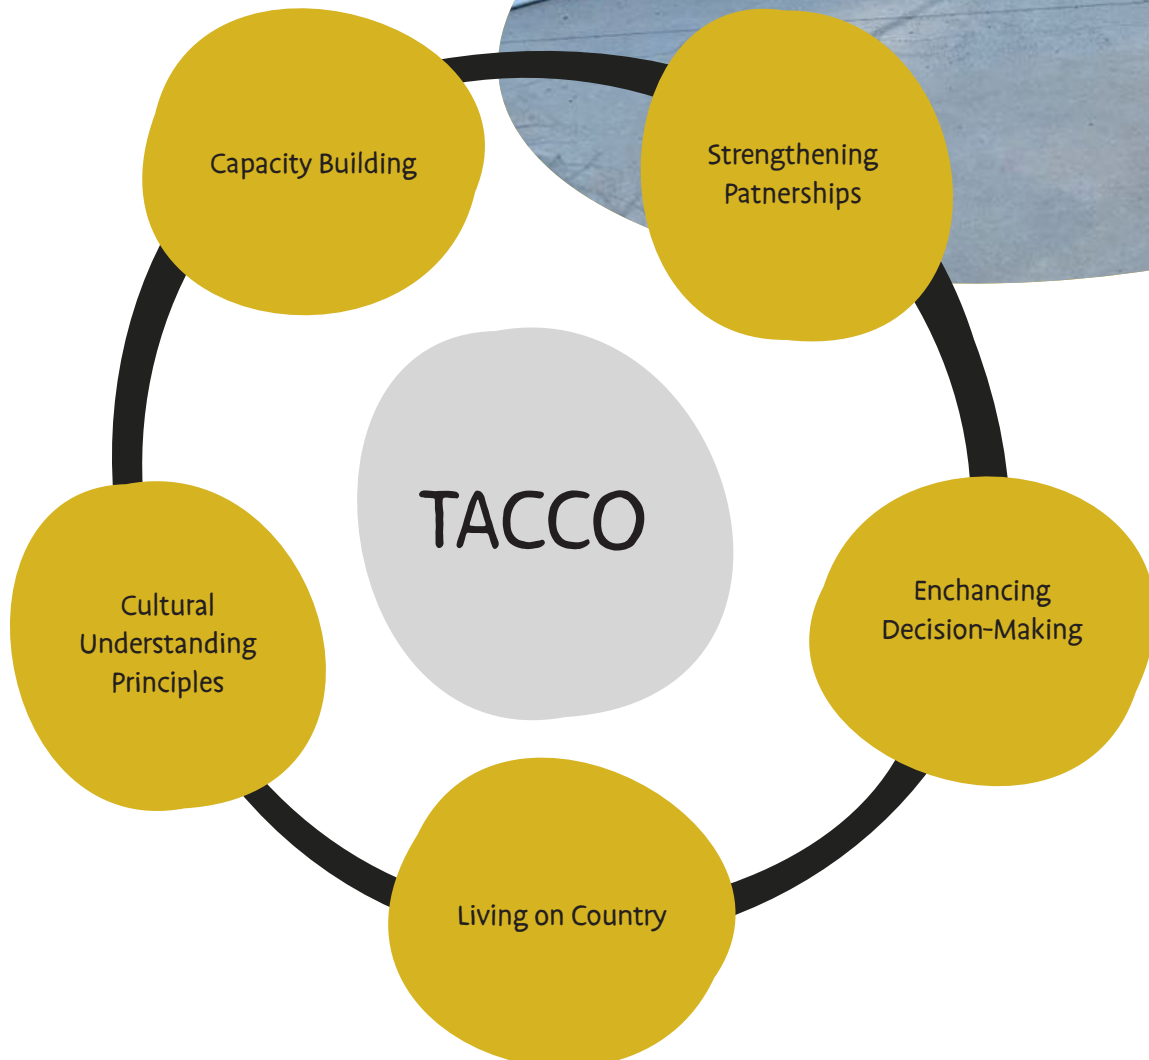 Capacity Building
Strengthening
Patnerships
TACCO
Enchancing
Decision-Making
Cultural
Understanding
Principles
Living on Country